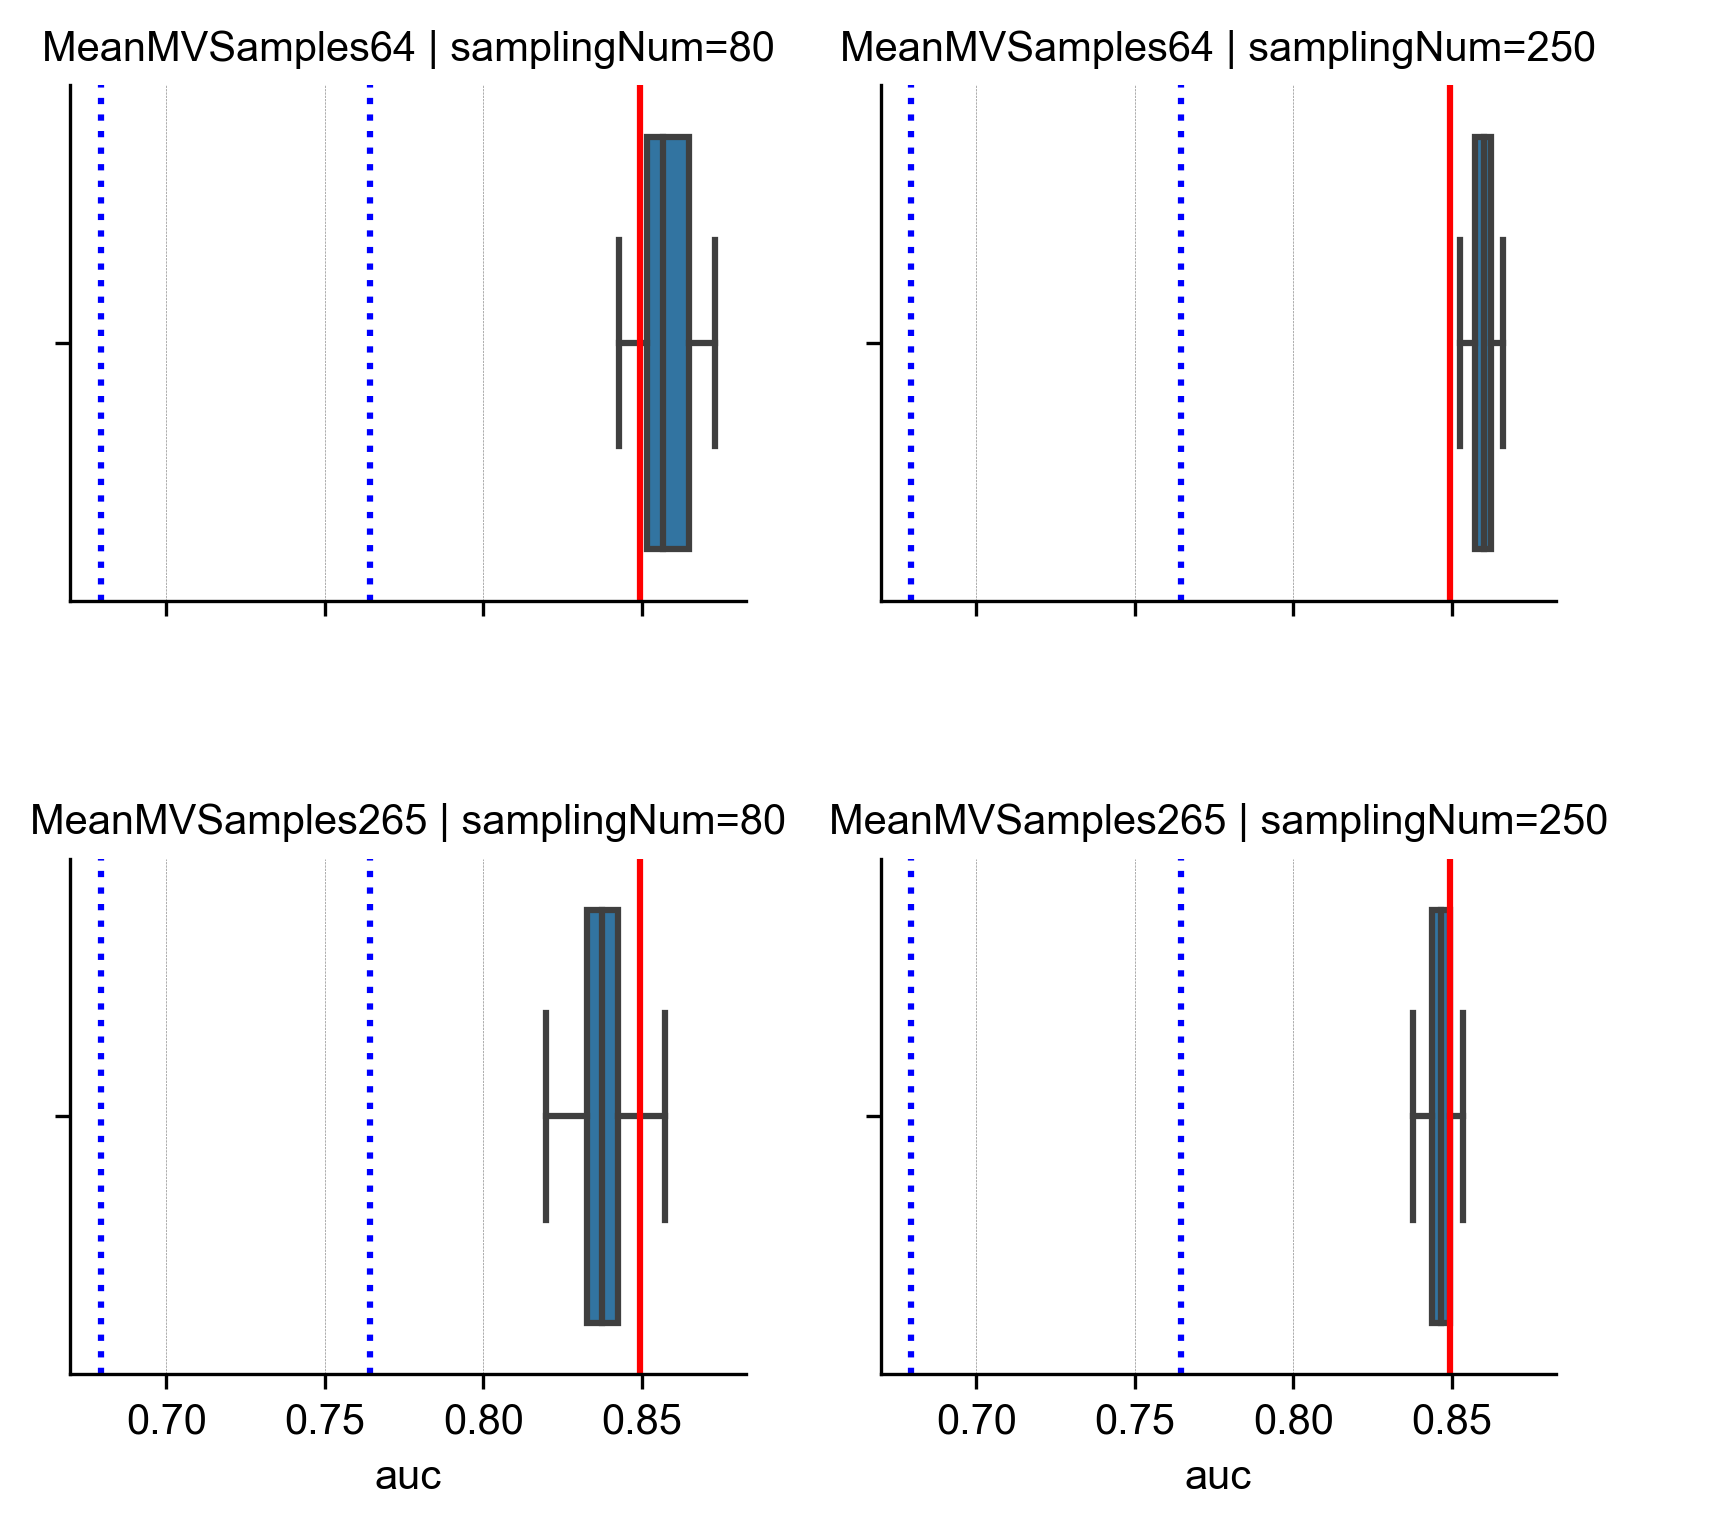 MeanMVSamples64 | samplingNum=80
MeanMVSamples64 | samplingNum=250
MeanMVSamples265 | samplingNum=80
MeanMVSamples265 | samplingNum=250
0.70 0.75 0.80 0.85
auc
0.70 0.75 0.80 0.85
auc